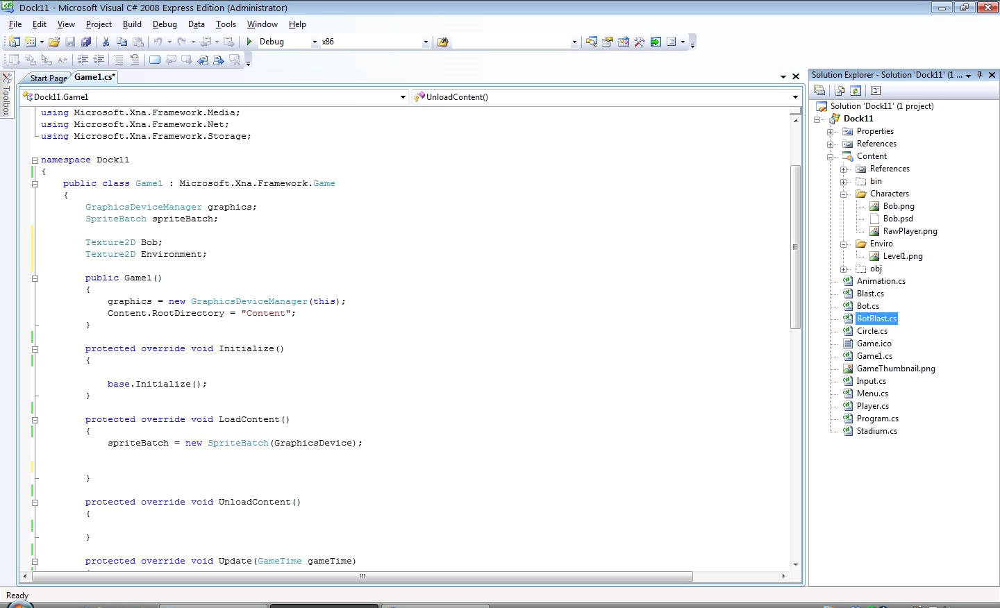 Dock11 - Microsoft Visual C# 2008 Express Edition (Administrator)
File Edit View Project Build Debug Data Tools Window Help
Debug x86
Toolbox
Start Page Game1.cs*
Dock11.Game1 UnloadContent()
using Microsoft.Xna.Framework.Media;
using Microsoft.Xna.Framework.Net;
using Microsoft.Xna.Framework.Storage;
namespace Dock11
{
public class Game1 : Microsoft.Xna.Framework.Game
{
GraphicsDeviceManager graphics;
SpriteBatch spriteBatch;
Texture2D Bob;
Texture2D Environment;
public Game1()
{
graphics = new GraphicsDeviceManager(this);
Content.RootDirectory = "Content";
}
protected override void Initialize()
{
base.Initialize();
}
protected override void LoadContent()
{
spriteBatch = new SpriteBatch(GraphicsDevice);
}
protected override void UnloadContent()
{
}
protected override void Update(GameTime gameTime)
Solution Explorer - Solution 'Dock11' (1 ...
Solution 'Dock11' (1 project)
Dock11
Properties
References
Content
References
bin
Characters
Bob.png
Bob.psd
RawPlayer.png
Enviro
Level1.png
obj
Animation.cs
Blast.cs
Bot.cs
BotBlast.cs
Circle.cs
Game.ico
Game1.cs
GameThumbnail.png
Input.cs
Menu.cs
Player.cs
Program.cs
Stadium.cs
Ready